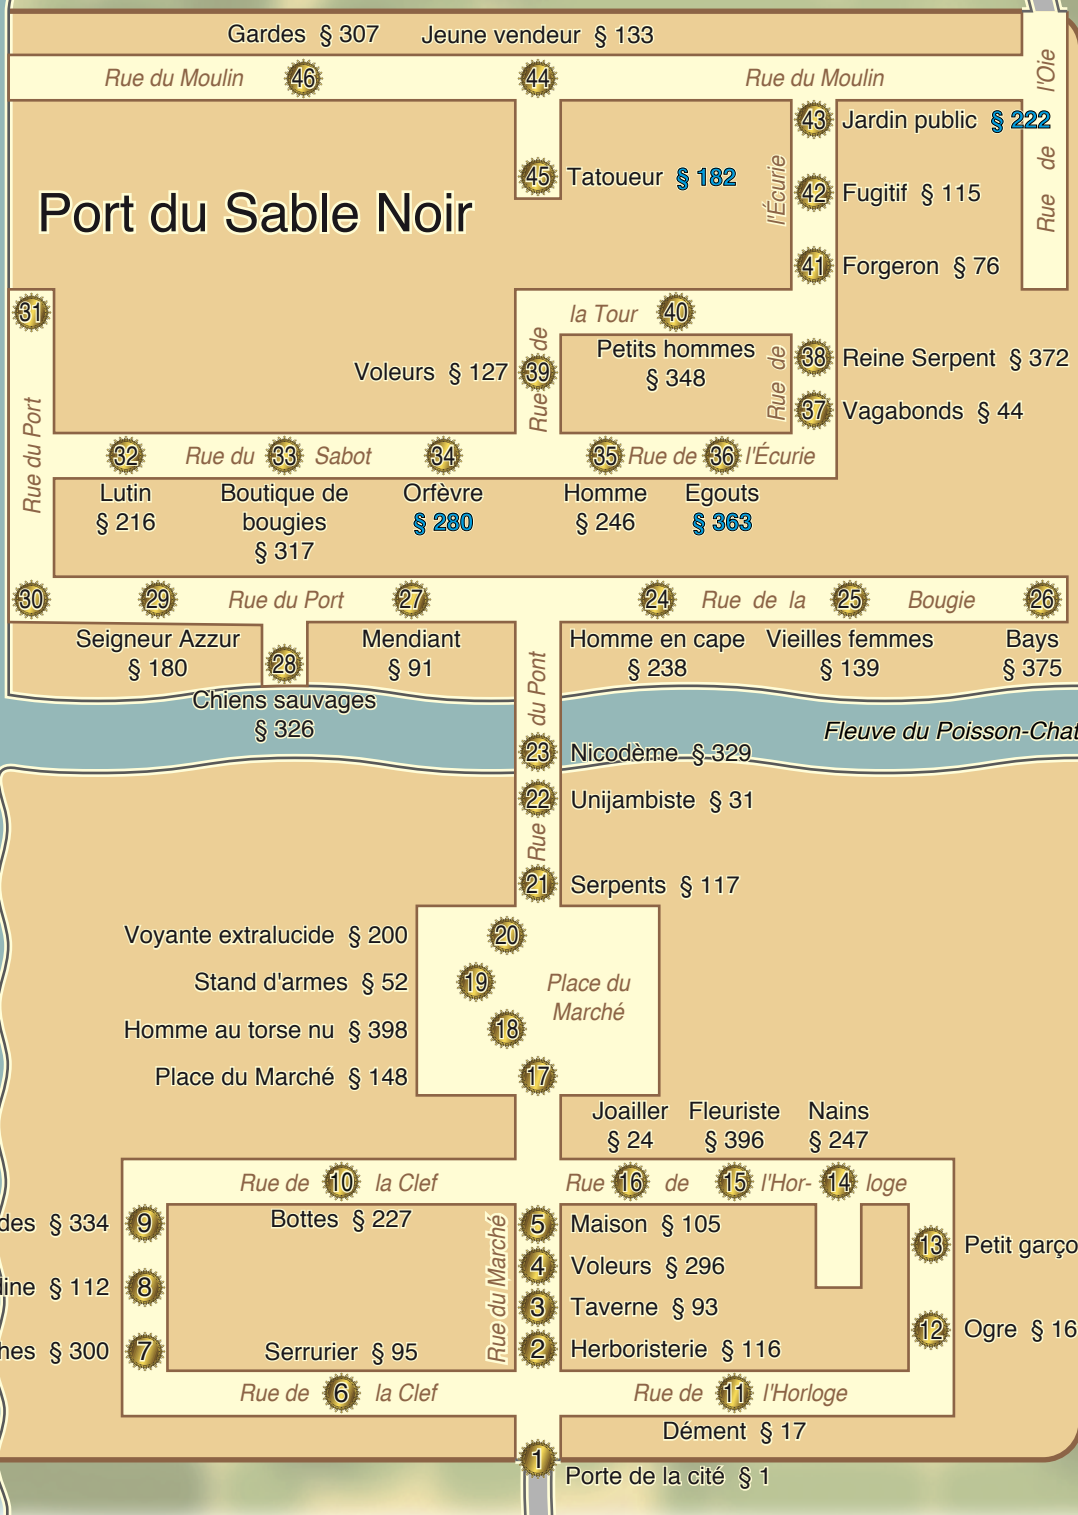 Gardes § 307
Jeune vendeur § 133
Rue du Moulin
46
44
Rue du Moulin
Rue de l'Oie
43
Jardin public § 222
45
Tatoueur § 182
42
Fugitif § 115
Port du Sable Noir
l'Écurie
41
Forgeron § 76
31
la Tour
40
Petits hommes
§ 348
Voleurs § 127
39
Rue de
Rue de
38
Reine Serpent § 372
37
Vagabonds § 44
Rue du Port
32
Rue du
33
Sabot
34
35
Rue de
36
l'Écurie
Lutin
§ 216
Boutique de
bougies
§ 317
Orfèvre
§ 280
Homme
§ 246
Egouts
§ 363
30
29
Rue du Port
27
24
Rue de la
25
Bougie
26
Seigneur Azzur
§ 180
28
Mendiant
§ 91
Homme en cape
§ 238
Vieilles femmes
§ 139
Bays
§ 375
Chiens sauvages
§ 326
Rue du Pont
Fleuve du Poisson-Chat
23
Nicodème § 329
22
Unijambiste § 31
21
Serpents § 117
Voyante extralucide § 200
20
Stand d'armes § 52
19
Place du
Marché
Homme au torse nu § 398
18
Place du Marché § 148
17
Joailler
§ 24
Fleuriste
§ 396
Nains
§ 247
Rue de
10
la Clef
Rue
16
de
15
l'Hor-
14
loge
Bottes § 227
des § 334
9
Rue du Marché
5
Maison § 105
13
Petit garço
4
Voleurs § 296
ine § 112
8
3
Taverne § 93
12
Ogre § 16
hes § 300
7
Serrurier § 95
2
Herboristerie § 116
Rue de
6
la Clef
Rue de
11
l'Horloge
Dément § 17
1
Porte de la cité § 1